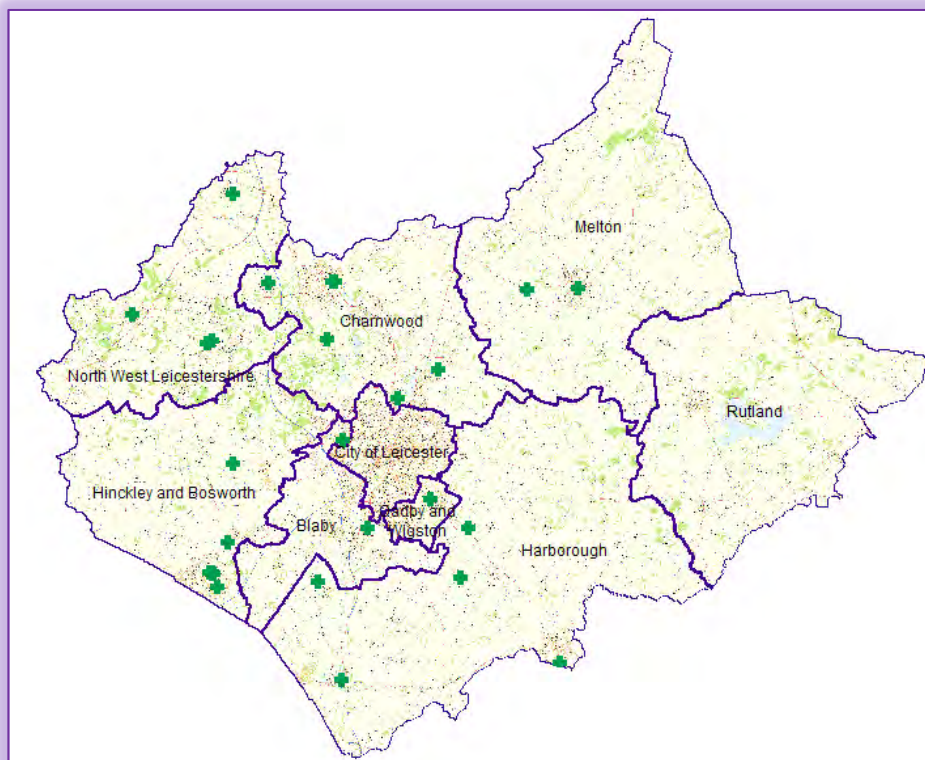 Melton
Charnwood
North West Leicestershire
Rutland
City of Leicester
Hinckley and Bosworth
Blaby
Oadby and
Wigston
Harborough